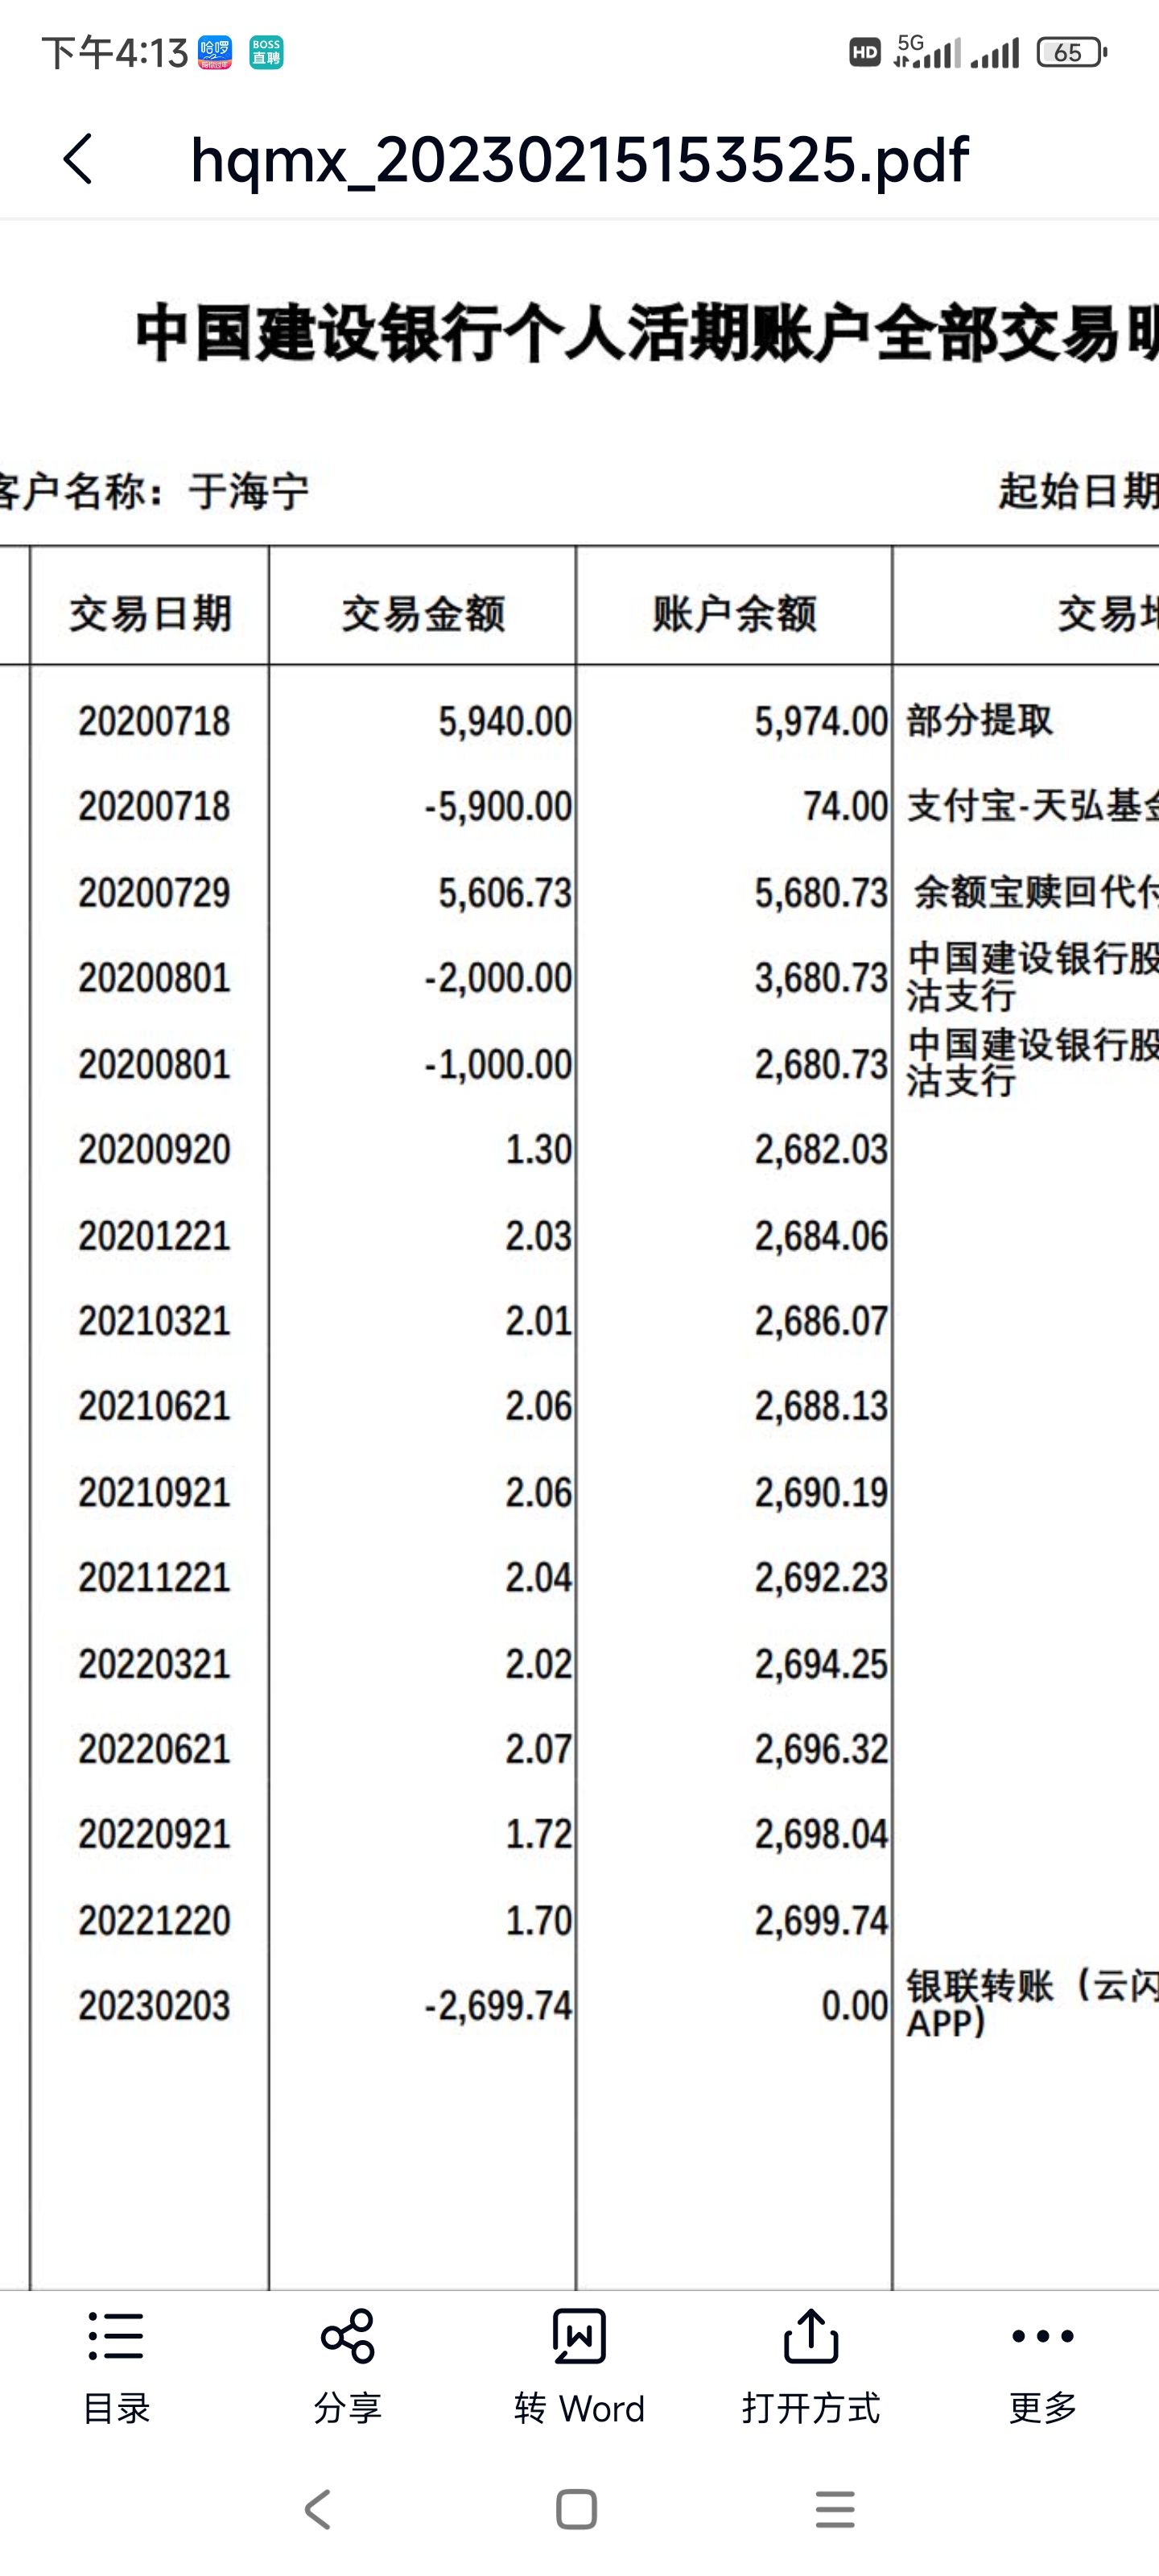 下午4:13 哈啰 BOSS 直聘 HD 5G 65
hqmx_20230215153525.pdf
中国建设银行个人活期账户全部交易明
客户名称：于海宁 起始日期
交易日期 交易金额 账户余额 交易地
20200718 5,940.00 5,974.00 部分提取
20200718 -5,900.00 74.00 支付宝-天弘基金
20200729 5,606.73 5,680.73 余额宝赎回代付
20200801 -2,000.00 3,680.73 中国建设银行股
沽支行
20200801 -1,000.00 2,680.73 中国建设银行股
沽支行
20200920 1.30 2,682.03
20201221 2.03 2,684.06
20210321 2.01 2,686.07
20210621 2.06 2,688.13
20210921 2.06 2,690.19
20211221 2.04 2,692.23
20220321 2.02 2,694.25
20220621 2.07 2,696.32
20220921 1.72 2,698.04
20221220 1.70 2,699.74
20230203 -2,699.74 0.00 银联转账（云闪
APP)
目录 分享 转 Word 打开方式 更多